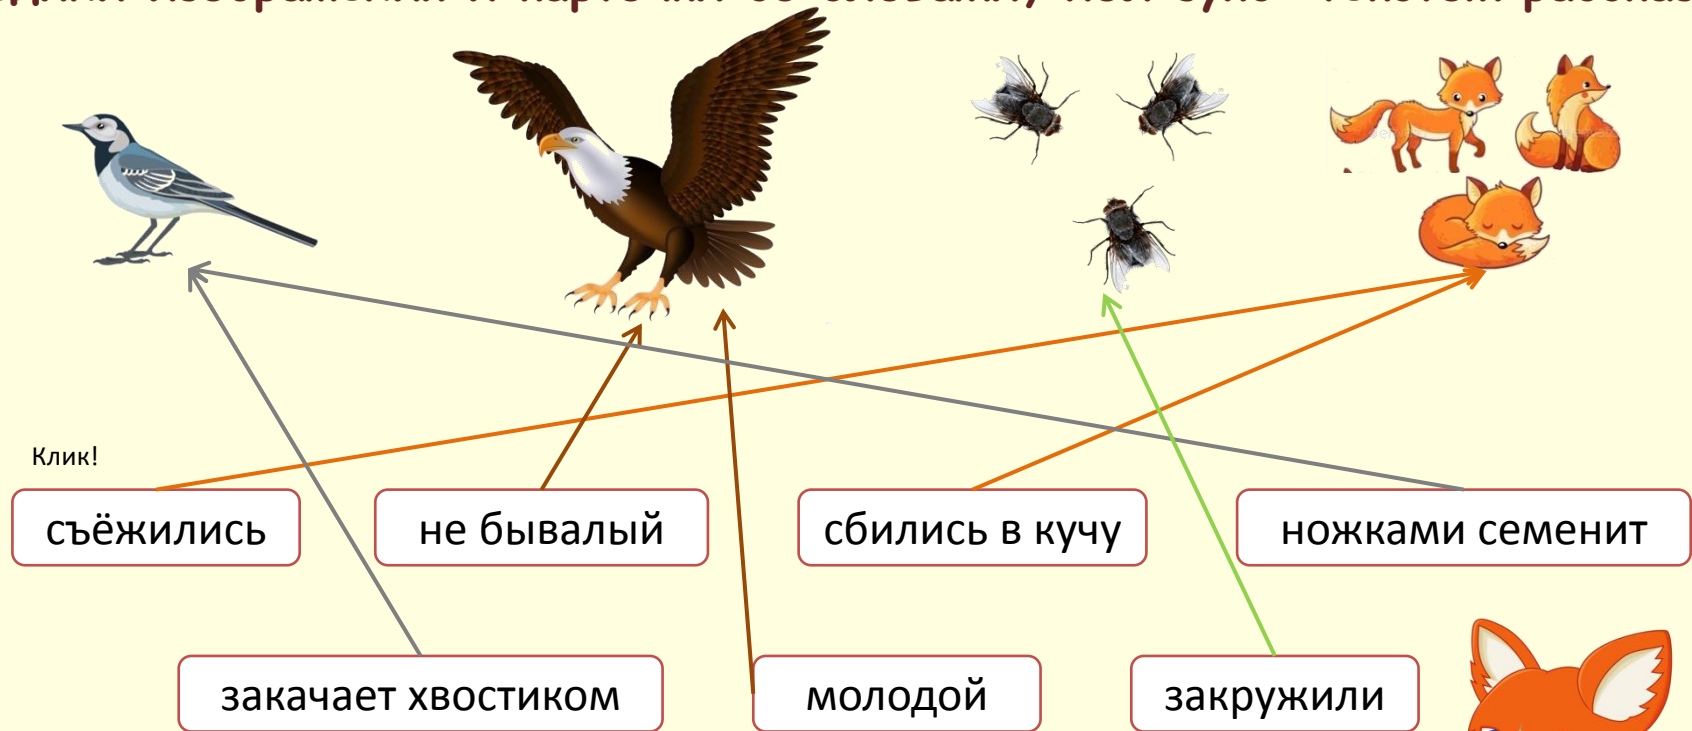 Клик!
съёжились
не бывалый
сбились в кучу
ножками семенит
закачает хвостиком
молодой
закружили